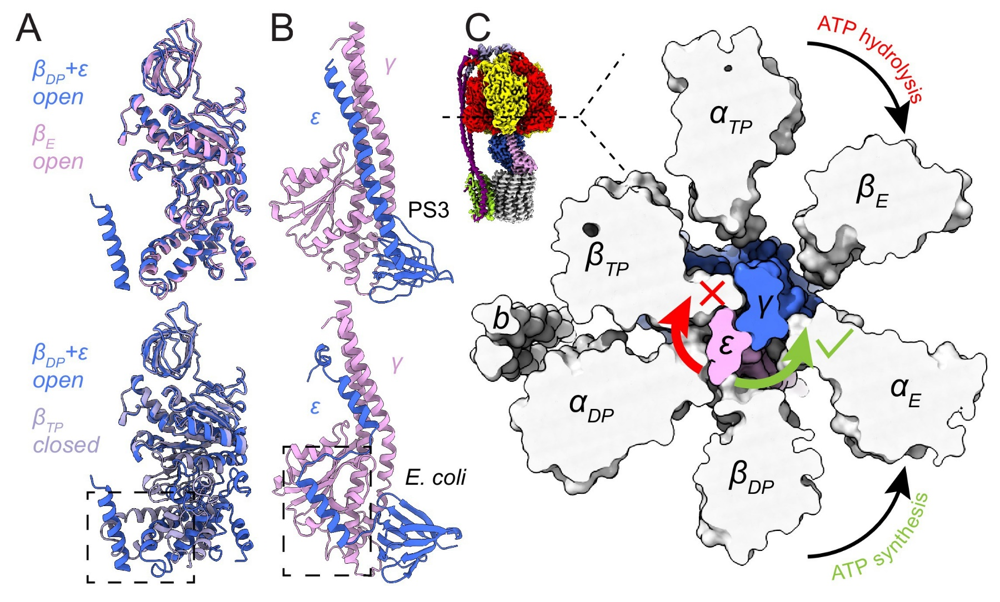 A
β_DP+ε
open
β_E
open
β_DP+ε
open
β_TP
closed
B
γ
ε
PS3
γ
ε
E. coli
C
ATP hydrolysis
α_TP
β_E
β_TP
b
γ
ε
α_DP
α_E
β_DP
ATP synthesis